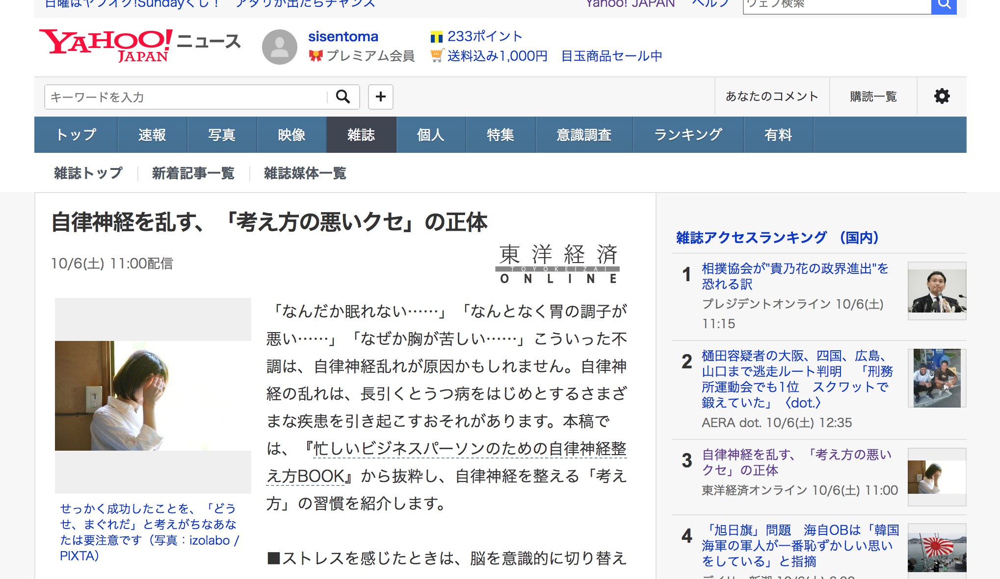 日曜はヤフオク!Sundayくじ！ アタリが出たらチャンス
Yahoo! JAPAN ヘルプ
ウェブ検索
YAHOO! JAPAN ニュース
sisentoma
プレミアム会員
233ポイント
送料込み1,000円 目玉商品セール中
キーワードを入力
+
あなたのコメント
購読一覧
トップ
速報
写真
映像
雑誌
個人
特集
意識調査
ランキング
有料
雑誌トップ
新着記事一覧
雑誌媒体一覧
自律神経を乱す、「考え方の悪いクセ」の正体
10/6(土) 11:00配信
東洋経済
TOYOKEIZAI
ONLINE
せっかく成功したことを、「どう
せ、まぐれだ」と考えがちなあな
たは要注意です（写真：izolabo /
PIXTA）
「なんだか眠れない……」「なんとなく胃の調子が
悪い……」「なぜか胸が苦しい……」こういった不
調は、自律神経乱れが原因かもしれません。自律神
経の乱れは、長引くとうつ病をはじめとするさまざ
まな疾患を引き起こすおそれがあります。本稿で
は、『忙しいビジネスパーソンのための自律神経整
え方BOOK』から抜粋し、自律神経を整える「考え
方」の習慣を紹介します。
■ストレスを感じたときは、脳を意識的に切り替え
雑誌アクセスランキング （国内）
1
相撲協会が"貴乃花の政界進出"を
恐れる訳
プレジデントオンライン 10/6(土)
11:15
2
樋田容疑者の大阪、四国、広島、
山口まで逃走ルート判明 「刑務
所運動会でも1位 スクワットで
鍛えていた」〈dot.〉
AERA dot. 10/6(土) 12:35
3
自律神経を乱す、「考え方の悪い
クセ」の正体
東洋経済オンライン 10/6(土) 11:00
4
「旭日旗」問題 海自OBは「韓国
海軍の軍人が一番恥ずかしい思い
をしている」と指摘